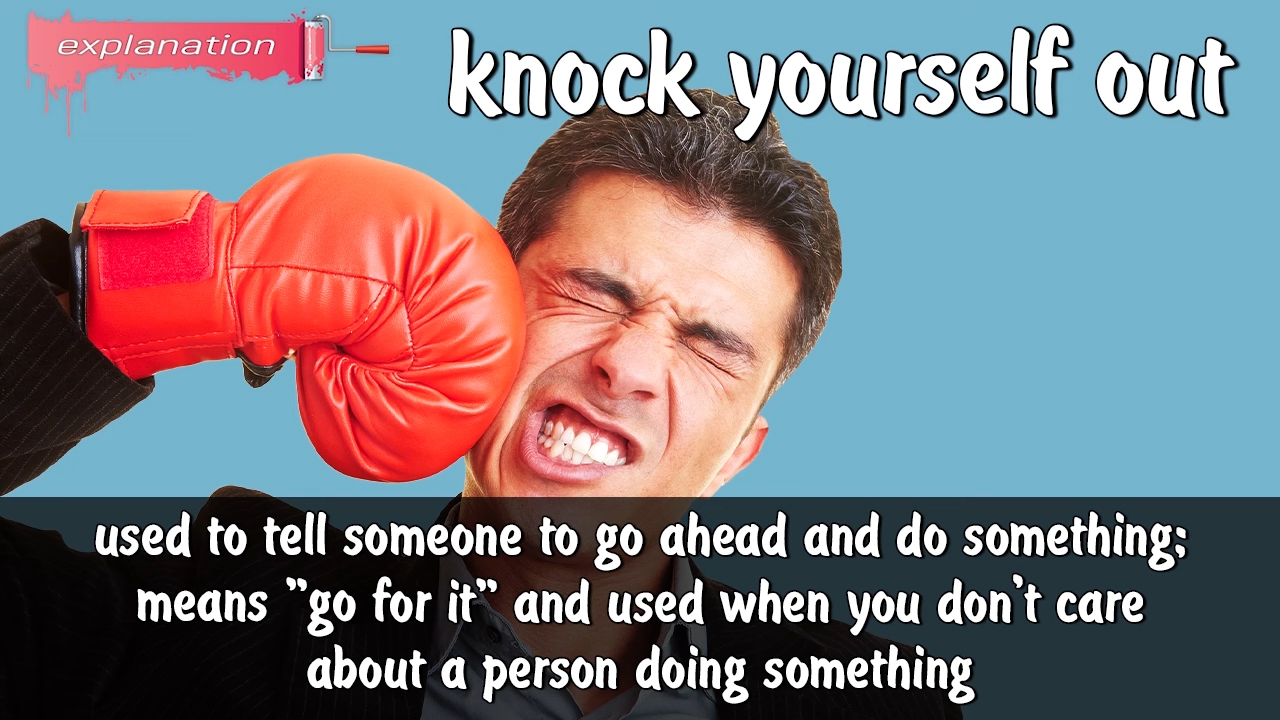 explanation
knock yourself out
used to tell someone to go ahead and do something;
means "go for it" and used when you don't care
about a person doing something